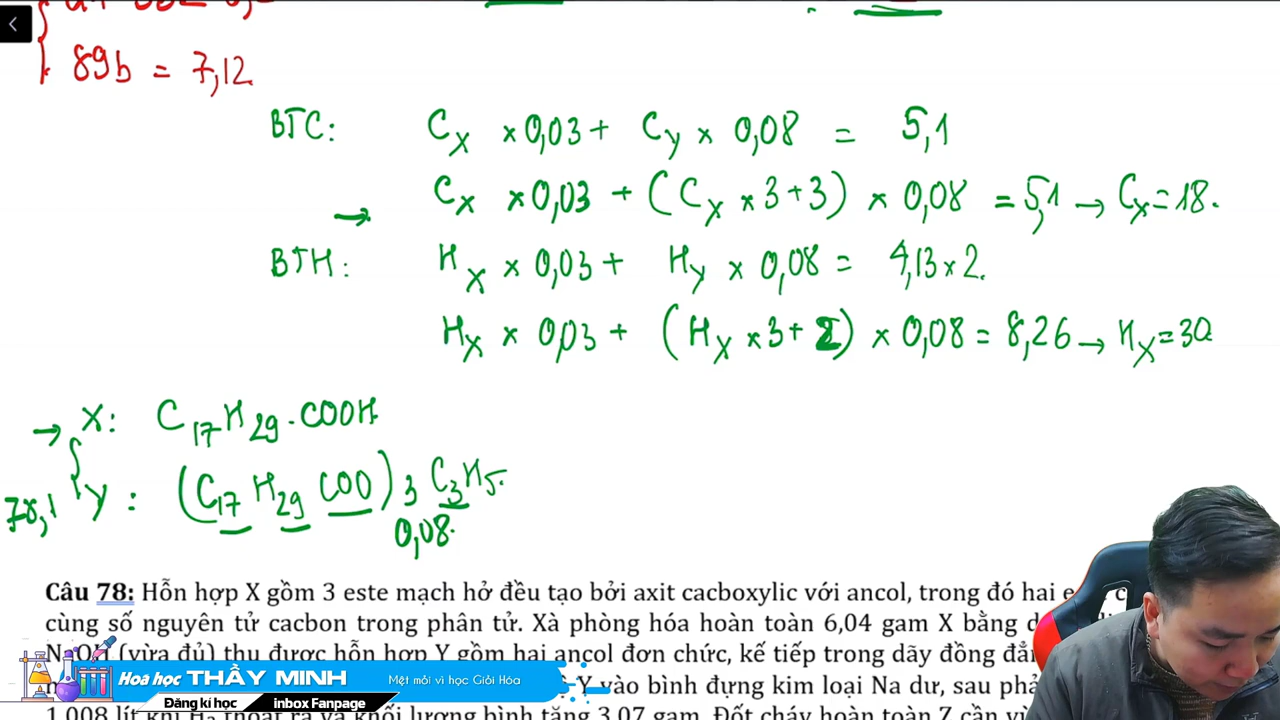 89b = 7,12
BTC: Cx × 0,03 + Cy × 0,08 = 5,1
→ Cx × 0,03 + (Cx × 3 + 3) × 0,08 = 5,1 → Cx = 18.
BTH: Hx × 0,03 + Hy × 0,08 = 4,13 × 2.
Hx × 0,03 + (Hx × 3 + 2) × 0,08 = 8,26 → Hx = 30
→ X: C17H29.COOH
78,1 Y: (C17H29COO)3C3H5.
0,08.
Câu 78: Hỗn hợp X gồm 3 este mạch hở đều tạo bởi axit cacboxylic với ancol, trong đó hai
cùng số nguyên tử cacbon trong phân tử. Xà phòng hóa hoàn toàn 6,04 gam X bằng
(vừa đủ) thu được hỗn hợp Y gồm hai ancol đơn chức, kế tiếp trong dãy đồng
Y vào bình đựng kim loại Na dư, sau
1,008 lít khí H2 thoát ra và khối lượng bình tăng 3,07 gam. Đốt cháy hoàn toàn Z cần
Hoá học THẦY MINH
Mệt mỏi vì học Giỏi Hóa
Đăng kí học
inbox Fanpage